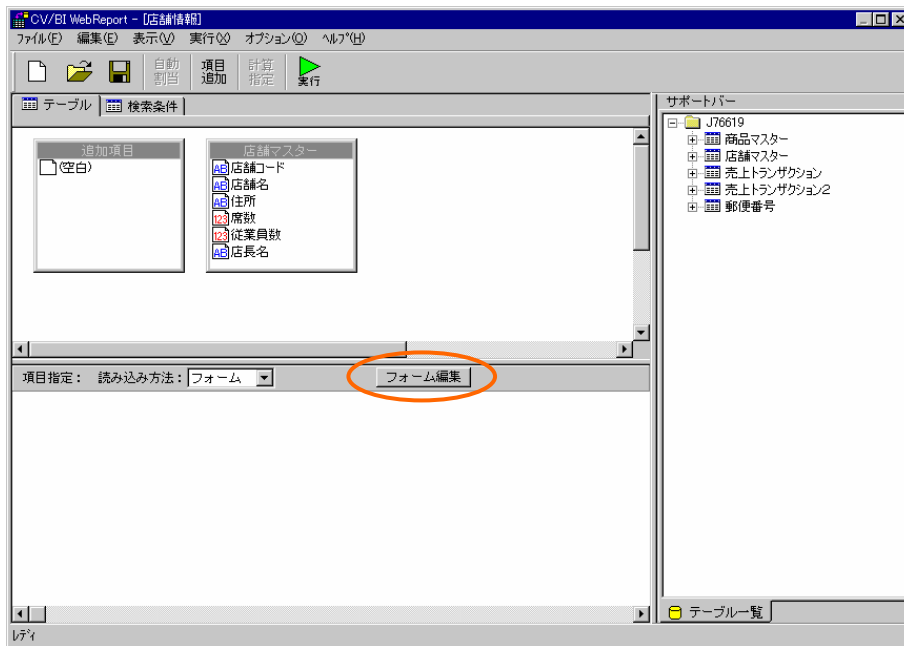 CV/BI WebReport - [店舗情報]
ファイル(F) 編集(E) 表示(V) 実行(X) オプション(O) ヘルプ(H)
自動割当 項目追加 計算指定 実行
テーブル 検索条件
追加項目
(空白)
店舗マスター
AB 店舗コード
AB 店舗名
AB 住所
123 席数
123 従業員数
AB 店長名
項目指定: 読み込み方法: フォーム フォーム編集
サポートバー
J76619
商品マスター
店舗マスター
売上トランザクション
売上トランザクション2
郵便番号
テーブル一覧
レディ